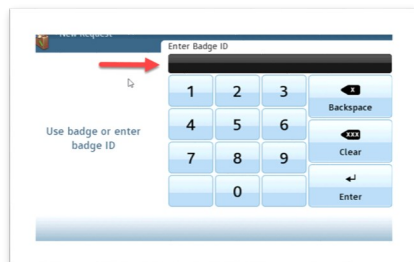 New Request
Enter Badge ID
1 2 3
x
Backspace
Use badge or enter
badge ID
4 5 6
xxx
Clear
7 8 9
0
Enter